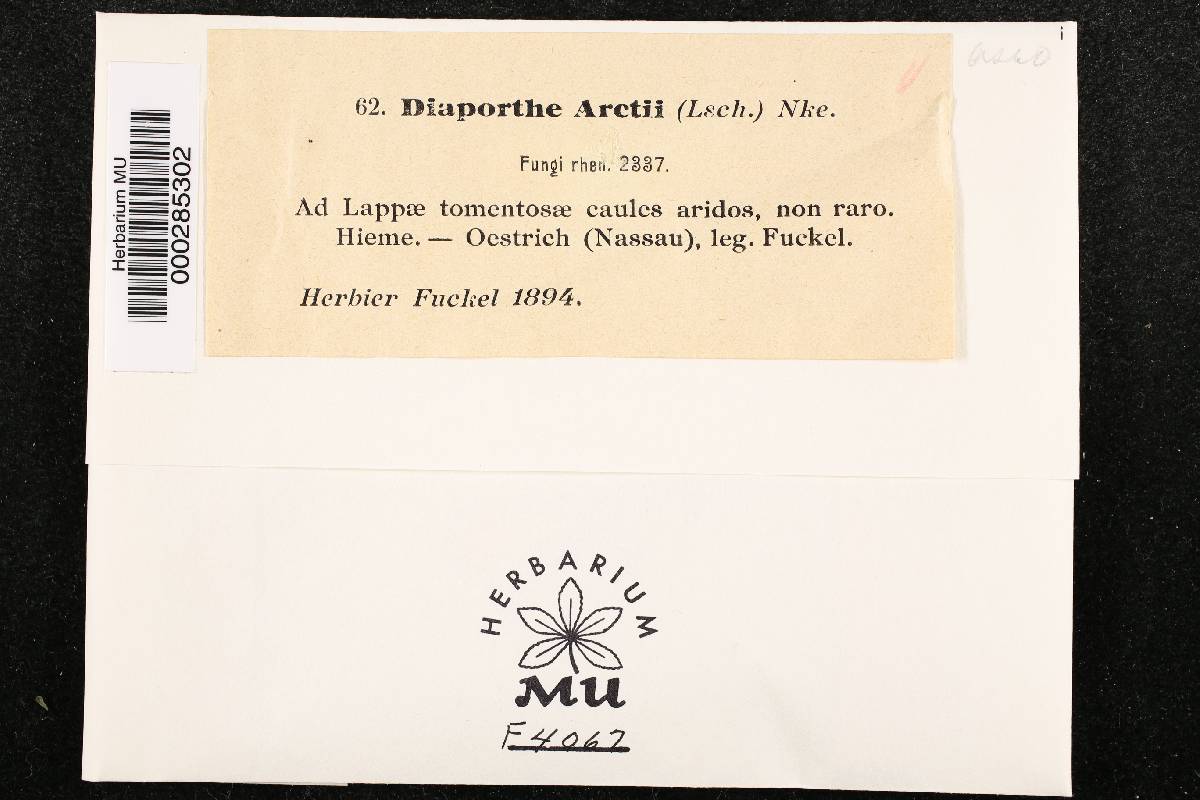 62. Diaporthe Arctii (Lsch.) Nke.
Fungi rhen. 2337.
Ad Lappæ tomentosæ caules aridos, non raro.
Hieme. — Oestrich (Nassau), leg. Fuckel.
Herbier Fuckel 1894.
Herbarium MU
000285302
HERBARIUM
MU
F4067